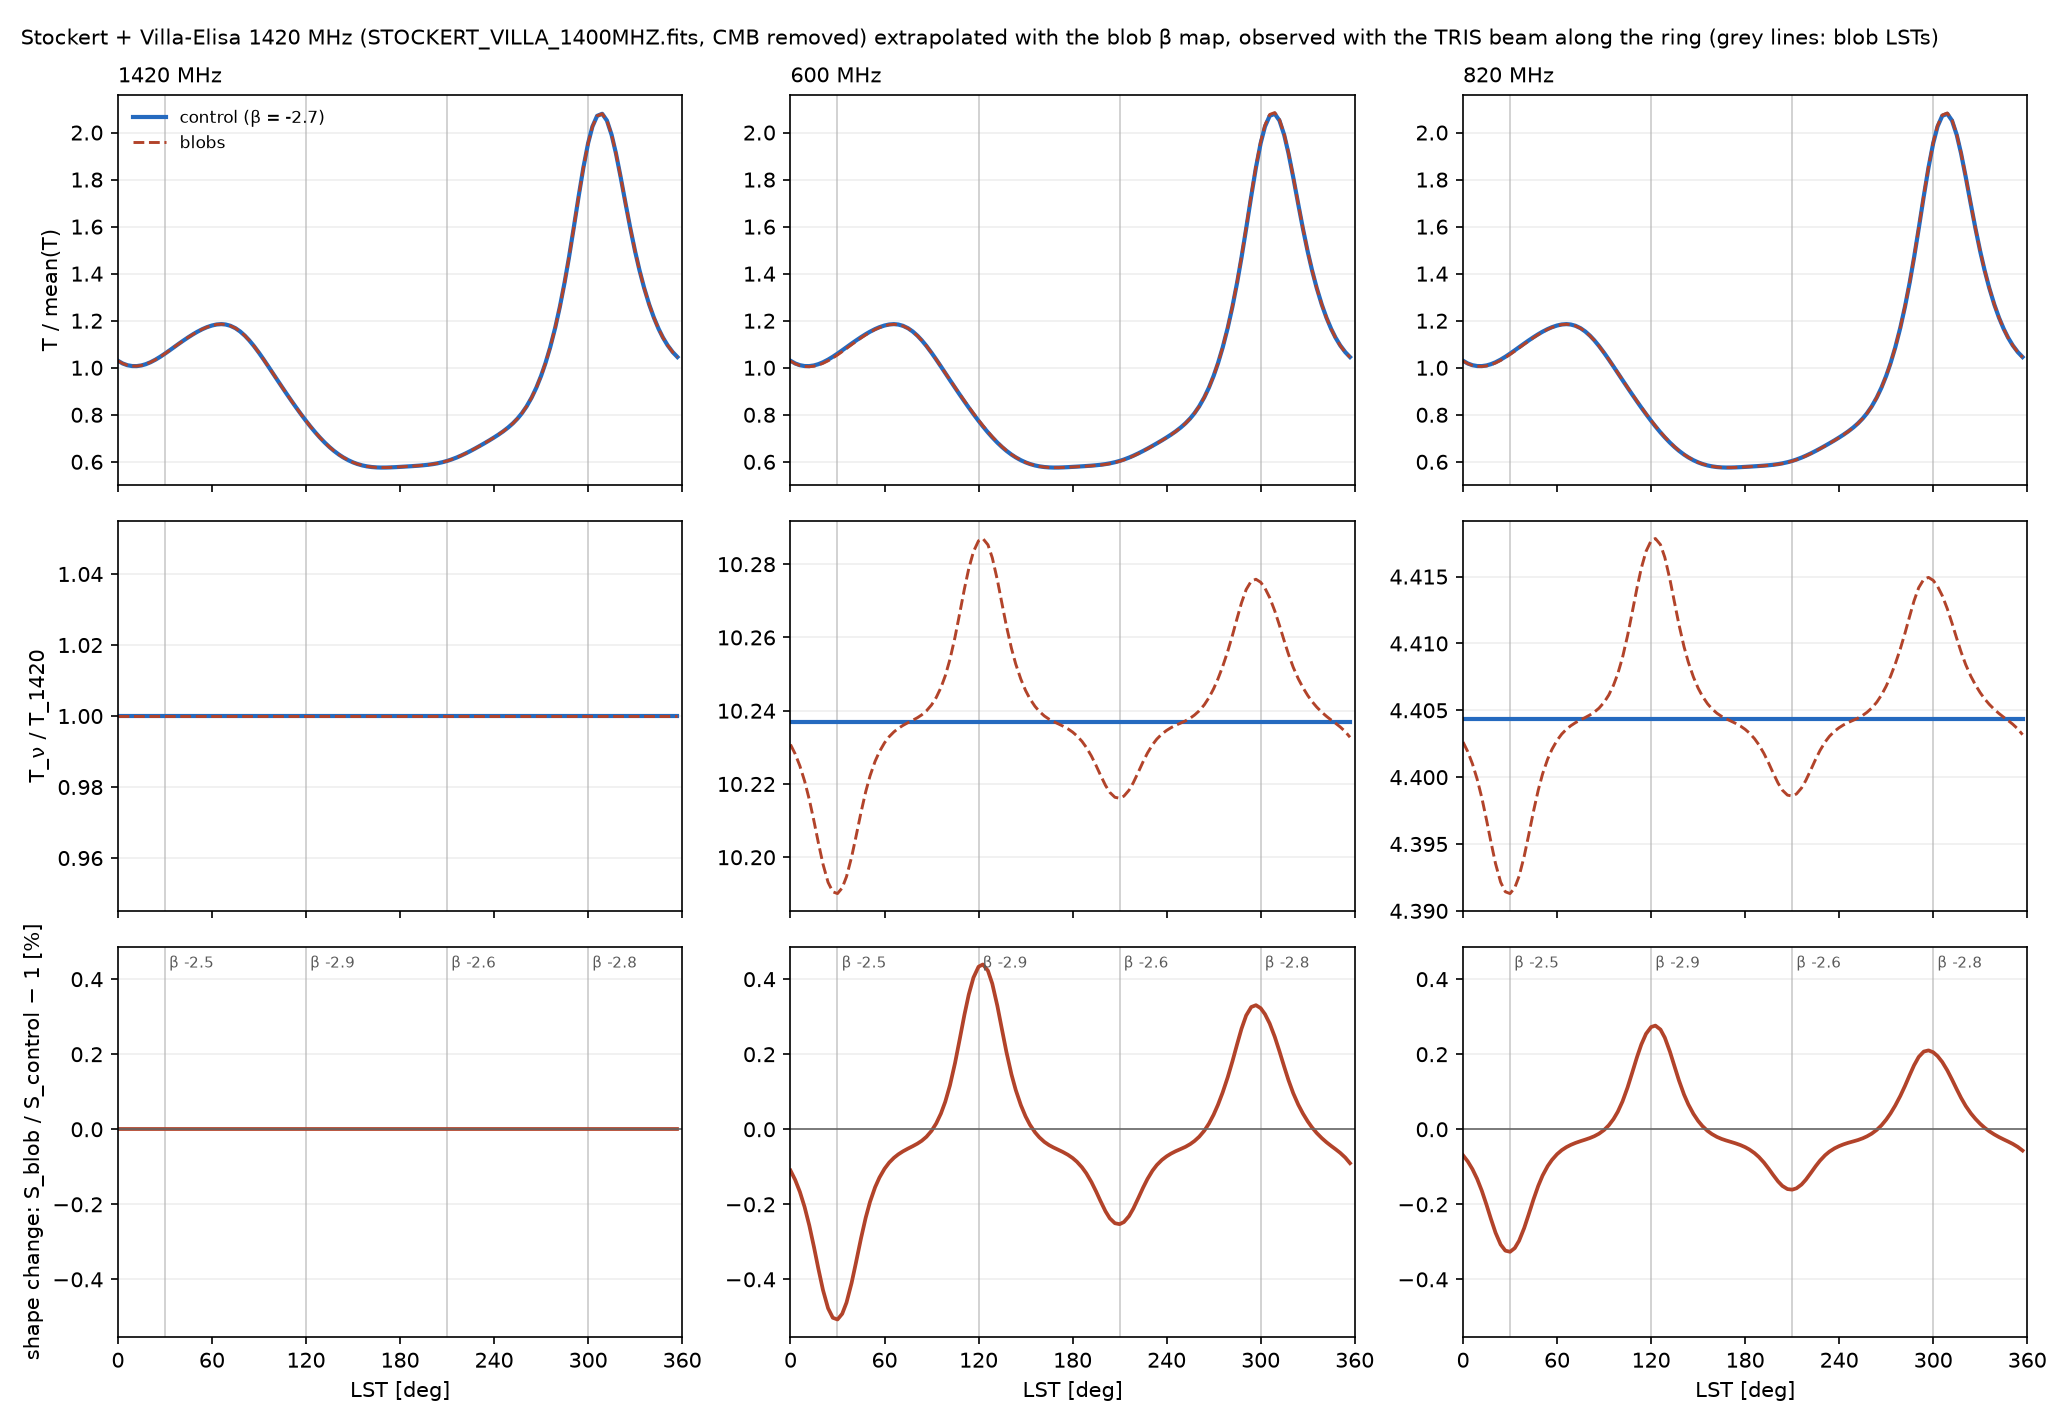 Stockert + Villa-Elisa 1420 MHz (STOCKERT_VILLA_1400MHZ.fits, CMB removed) extrapolated with the blob β map, observed with the TRIS beam along the ring (grey lines: blob LSTs)
1420 MHz
600 MHz
820 MHz
control (β = -2.7)
blobs
T / mean(T)
2.0
1.8
1.6
1.4
1.2
1.0
0.8
0.6
2.0
1.8
1.6
1.4
1.2
1.0
0.8
0.6
2.0
1.8
1.6
1.4
1.2
1.0
0.8
0.6
T_ν / T_1420
1.04
1.02
1.00
0.98
0.96
10.28
10.26
10.24
10.22
10.20
4.415
4.410
4.405
4.400
4.395
4.390
shape change: S_blob / S_control − 1 [%]
β -2.5
β -2.9
β -2.6
β -2.8
β -2.5
β -2.9
β -2.6
β -2.8
β -2.5
β -2.9
β -2.6
β -2.8
0.4
0.2
0.0
−0.2
−0.4
0.4
0.2
0.0
−0.2
−0.4
0.4
0.2
0.0
−0.2
−0.4
0 60 120 180 240 300 360
0 60 120 180 240 300 360
0 60 120 180 240 300 360
LST [deg]
LST [deg]
LST [deg]